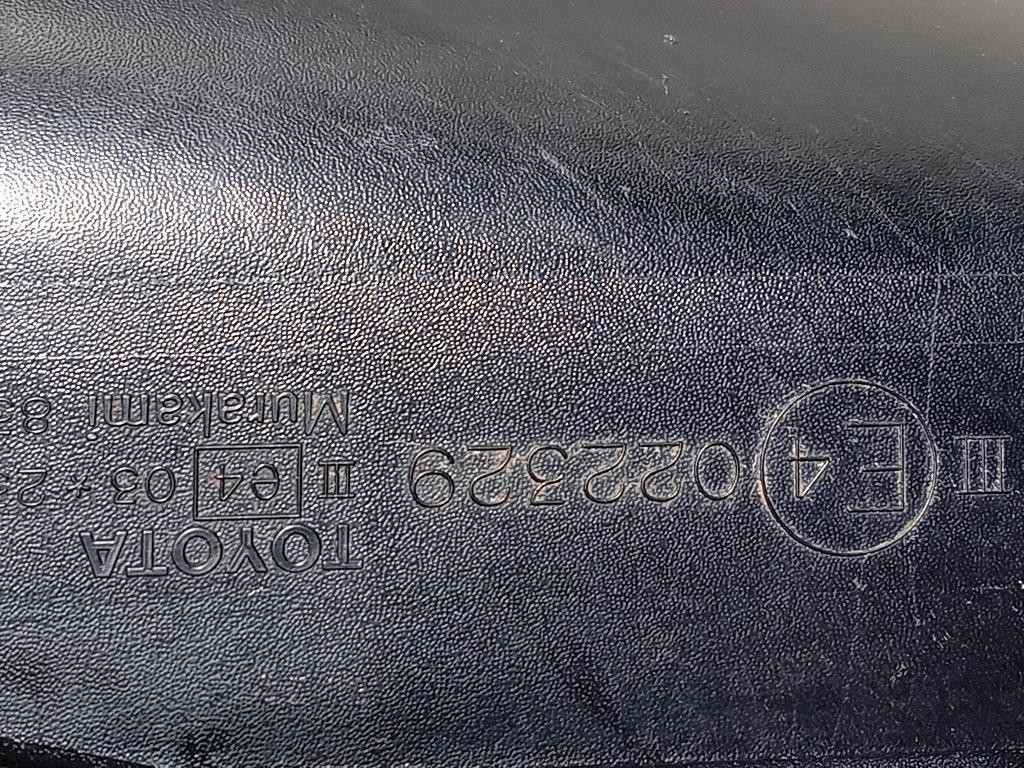 III E4 022329
TOYOTA
III e4 03 *
Murakami